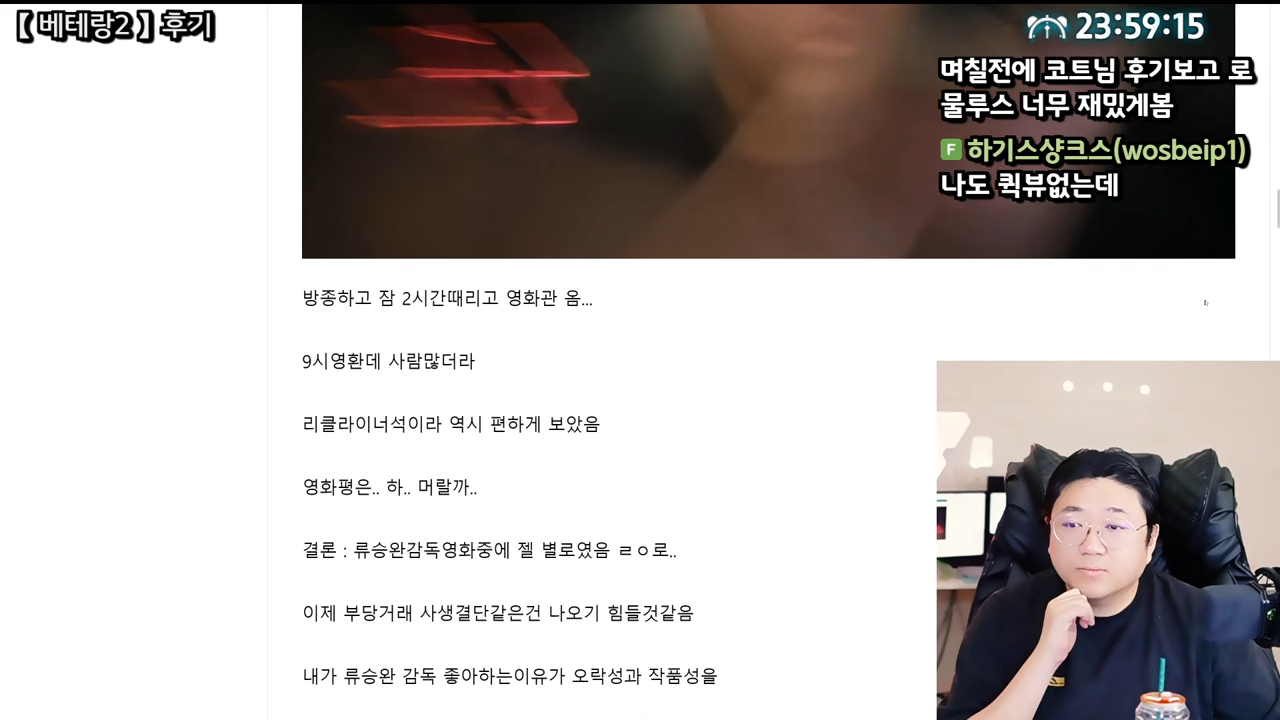 【 베테랑2 】 후기
23:59:15
며칠전에 코트님 후기보고 로
물루스 너무 재밌게봄
F 하기스샹크스(wosbeip1)
나도 퀵뷰없는데
방종하고 잠 2시간때리고 영화관 옴...
9시영환데 사람많더라
리클라이너석이라 역시 편하게 보았음
영화평은.. 하.. 머랄까..
결론 : 류승완감독영화중에 젤 별로였음 ㄹㅇ로..
이제 부당거래 사생결단같은건 나오기 힘들것같음
내가 류승완 감독 좋아하는이유가 오락성과 작품성을